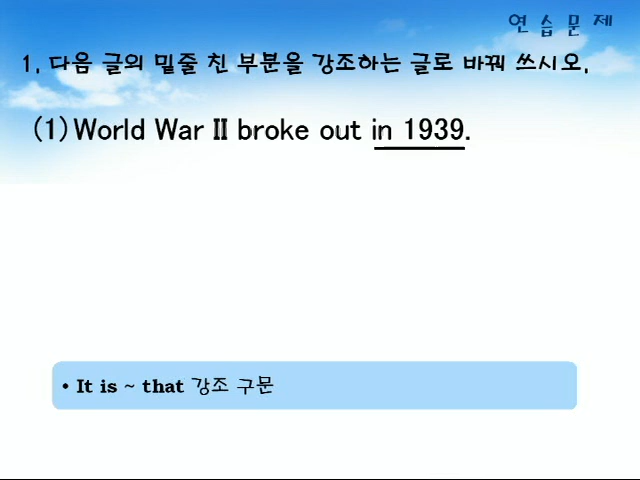 연 습 문 제
1. 다음 글의 밑줄 친 부분을 강조하는 글로 바꿔 쓰시오.
(1) World War II broke out in 1939.
• It is ~ that 강조 구문